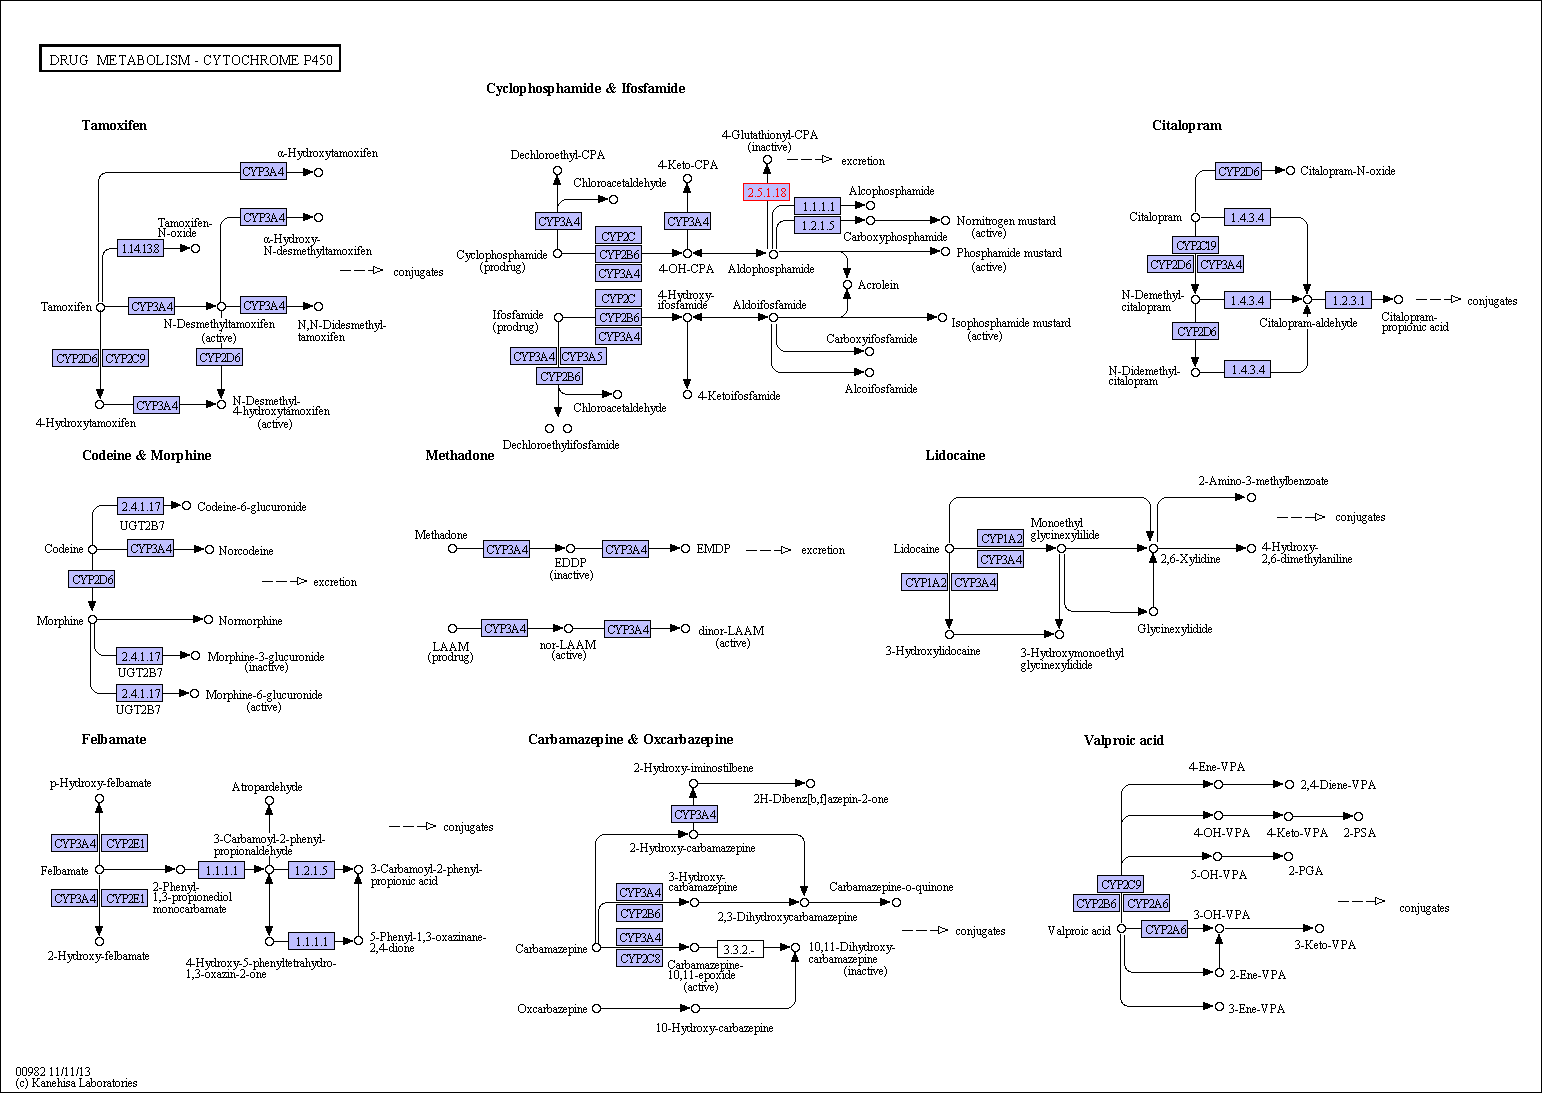 DRUG METABOLISM - CYTOCHROME P450
Cyclophosphamide & Ifosfamide
Tamoxifen
α-Hydroxytamoxifen
CYP3A4
Tamoxifen-
N-oxide
1.14.13.8
CYP3A4
α-Hydroxy-
N-desmethyltamoxifen
conjugates
Tamoxifen
CYP3A4
CYP3A4
N-Desmethyltamoxifen
(active)
N,N-Didesmethyl-
tamoxifen
CYP2D6
CYP2C9
CYP2D6
CYP3A4
4-Hydroxytamoxifen
N-Desmethyl-
4-hydroxytamoxifen
(active)
4-Glutathionyl-CPA
(inactive)
Dechloroethyl-CPA
4-Keto-CPA
excretion
Chloroacetaldehyde
2.5.1.18
Alcophosphamide
1.1.1.1
CYP3A4
CYP3A4
1.2.1.5
Nornitrogen mustard
(active)
Carboxyphosphamide
CYP2C
CYP2B6
CYP3A4
Cyclophosphamide
(prodrug)
4-OH-CPA
Aldophosphamide
Phosphamide mustard
(active)
Acrolein
CYP2C
CYP2B6
CYP3A4
4-Hydroxy-
ifosfamide
Aldoifosfamide
Ifosfamide
(prodrug)
Isophosphamide mustard
(active)
Carboxyifosfamide
CYP3A4
CYP3A5
CYP2B6
Alcoifosfamide
4-Ketoifosfamide
Chloroacetaldehyde
Dechloroethylifosfamide
Citalopram
CYP2D6
Citalopram-N-oxide
Citalopram
1.4.3.4
CYP2C19
CYP2D6
CYP3A4
N-Demethyl-
citalopram
1.4.3.4
1.2.3.1
conjugates
Citalopram-aldehyde
Citalopram-
propionic acid
CYP2D6
N-Didemethyl-
citalopram
1.4.3.4
Codeine & Morphine
2.4.1.17
Codeine-6-glucuronide
UGT2B7
Codeine
CYP3A4
Norcodeine
CYP2D6
excretion
Morphine
Normorphine
2.4.1.17
Morphine-3-glucuronide
(inactive)
UGT2B7
2.4.1.17
Morphine-6-glucuronide
(active)
UGT2B7
Methadone
Methadone
CYP3A4
CYP3A4
EMDP
excretion
EDDP
(inactive)
CYP3A4
CYP3A4
LAAM
(prodrug)
nor-LAAM
(active)
dinor-LAAM
(active)
Lidocaine
2-Amino-3-methylbenzoate
conjugates
Monoethyl
glycinexylilide
CYP1A2
CYP3A4
Lidocaine
2,6-Xylidine
4-Hydroxy-
2,6-dimethylaniline
CYP1A2
CYP3A4
Glycinexylidide
3-Hydroxylidocaine
3-Hydroxymonoethyl
glycinexylidide
Felbamate
p-Hydroxy-felbamate
Atropardehyde
conjugates
CYP3A4
CYP2E1
3-Carbamoyl-2-phenyl-
propionaldehyde
Felbamate
1.1.1.1
1.2.1.5
3-Carbamoyl-2-phenyl-
propionic acid
CYP3A4
CYP2E1
2-Phenyl-
1,3-propionediol
monocarbamate
1.1.1.1
5-Phenyl-1,3-oxazinane-
2,4-dione
2-Hydroxy-felbamate
4-Hydroxy-5-phenyltetrahydro-
1,3-oxazin-2-one
Carbamazepine & Oxcarbazepine
2-Hydroxy-iminostilbene
2H-Dibenz[b,f]azepin-2-one
CYP3A4
2-Hydroxy-carbamazepine
3-Hydroxy-
carbamazepine
Carbamazepine-o-quinone
CYP3A4
CYP2B6
2,3-Dihydroxycarbamazepine
conjugates
CYP3A4
CYP2C8
Carbamazepine
3.3.2.-
10,11-Dihydroxy-
carbamazepine
(inactive)
Carbamazepine-
10,11-epoxide
(active)
Oxcarbazepine
10-Hydroxy-carbazepine
Valproic acid
4-Ene-VPA
2,4-Diene-VPA
4-OH-VPA
4-Keto-VPA
2-PSA
5-OH-VPA
2-PGA
CYP2C9
CYP2B6
CYP2A6
conjugates
3-OH-VPA
Valproic acid
CYP2A6
3-Keto-VPA
2-Ene-VPA
3-Ene-VPA
00982 11/11/13
(c) Kanehisa Laboratories